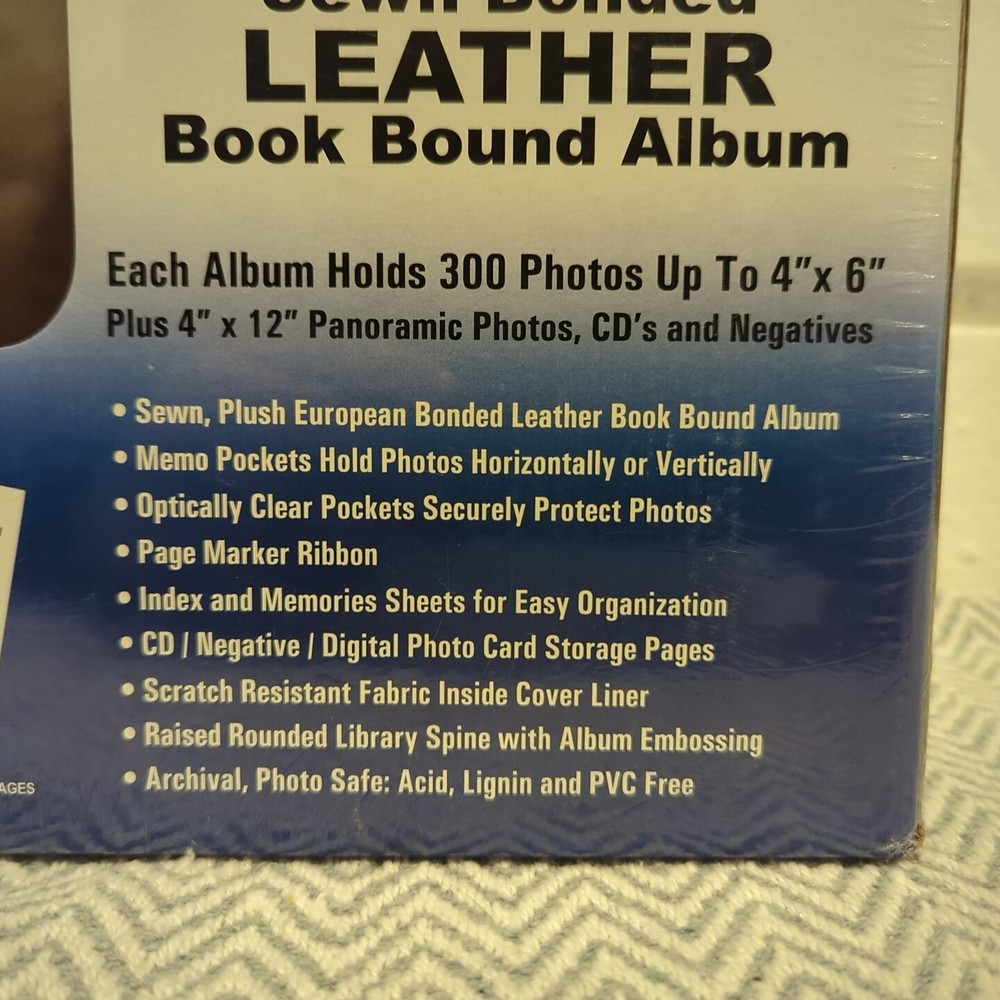 Sewn Bonded
LEATHER
Book Bound Album
Each Album Holds 300 Photos Up To 4”x 6”
Plus 4” x 12” Panoramic Photos, CD’s and Negatives
• Sewn, Plush European Bonded Leather Book Bound Album
• Memo Pockets Hold Photos Horizontally or Vertically
• Optically Clear Pockets Securely Protect Photos
• Page Marker Ribbon
• Index and Memories Sheets for Easy Organization
• CD / Negative / Digital Photo Card Storage Pages
• Scratch Resistant Fabric Inside Cover Liner
• Raised Rounded Library Spine with Album Embossing
• Archival, Photo Safe: Acid, Lignin and PVC Free
AGES